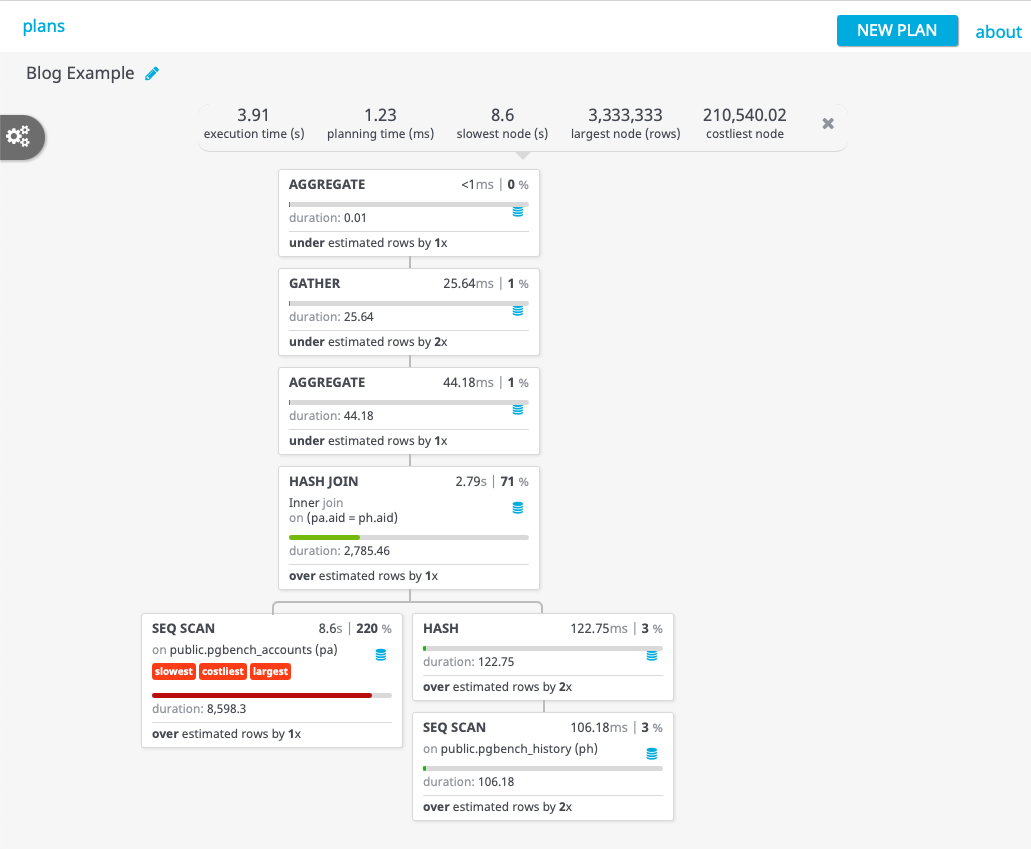 plans
NEW PLAN
about
Blog Example
3.91
execution time (s)
1.23
planning time (ms)
8.6
slowest node (s)
3,333,333
largest node (rows)
210,540.02
costliest node
AGGREGATE <1ms | 0 %
duration: 0.01
under estimated rows by 1x
GATHER 25.64ms | 1 %
duration: 25.64
under estimated rows by 2x
AGGREGATE 44.18ms | 1 %
duration: 44.18
under estimated rows by 1x
HASH JOIN 2.79s | 71 %
Inner join
on (pa.aid = ph.aid)
duration: 2,785.46
over estimated rows by 1x
SEQ SCAN 8.6s | 220 %
on public.pgbench_accounts (pa)
slowest costliest largest
duration: 8,598.3
over estimated rows by 1x
HASH 122.75ms | 3 %
duration: 122.75
over estimated rows by 2x
SEQ SCAN 106.18ms | 3 %
on public.pgbench_history (ph)
duration: 106.18
over estimated rows by 2x